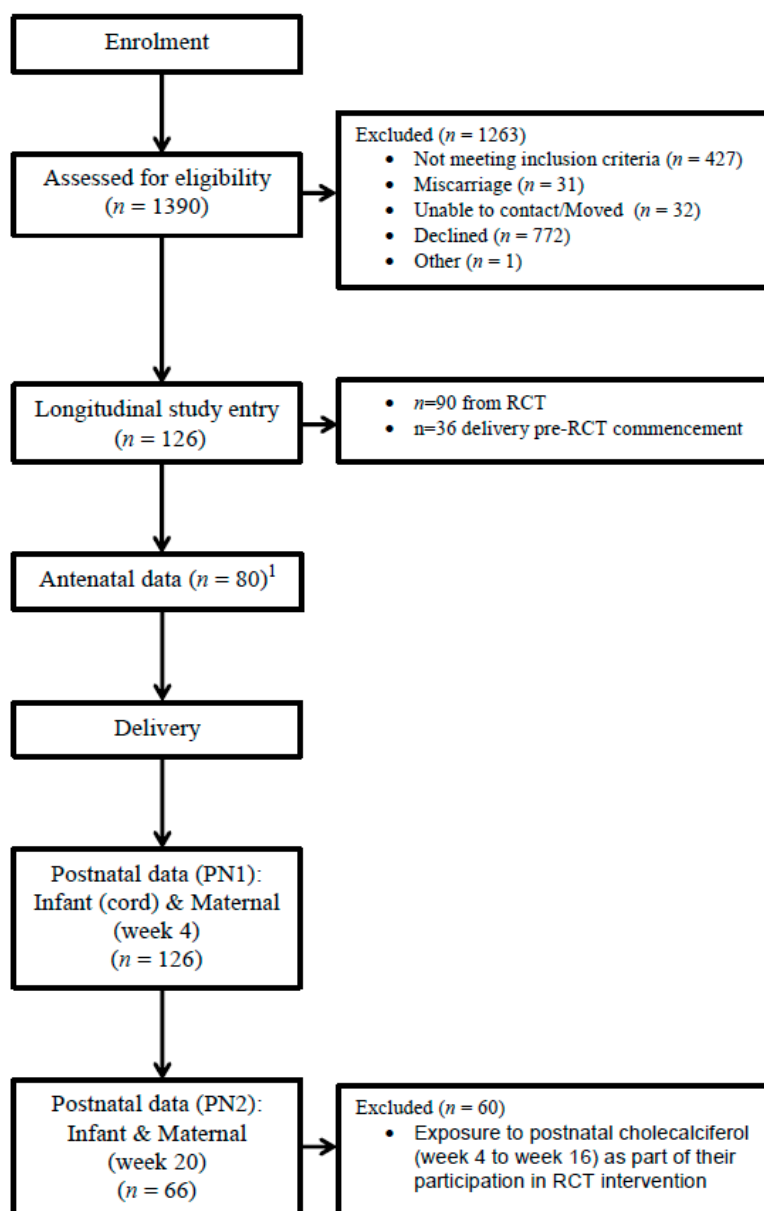 Enrolment
Assessed for eligibility
(n = 1390)
Excluded (n = 1263)
• Not meeting inclusion criteria (n = 427)
• Miscarriage (n = 31)
• Unable to contact/Moved (n = 32)
• Declined (n = 772)
• Other (n = 1)
Longitudinal study entry
(n = 126)
• n=90 from RCT
• n=36 delivery pre-RCT commencement
Antenatal data (n = 80)¹
Delivery
Postnatal data (PN1):
Infant (cord) & Maternal
(week 4)
(n = 126)
Postnatal data (PN2):
Infant & Maternal
(week 20)
(n = 66)
Excluded (n = 60)
• Exposure to postnatal cholecalciferol
(week 4 to week 16) as part of their
participation in RCT intervention